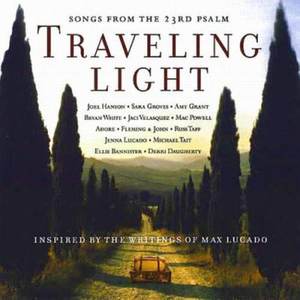 SONGS FROM THE 23RD PSALM
TRAVELING
LIGHT
JOEL HANSON • SARA GROVES • AMY GRANT
BRYAN WHITE • JACI VELASQUEZ • MAC POWELL
ADORE • FLEMING & JOHN • RUSS TAFF
JENNA LUCADO • MICHAEL TAIT
ELLIE BANNISTER • DERRI DAUGHERTY
INSPIRED BY THE WRITINGS OF MAX LUCADO